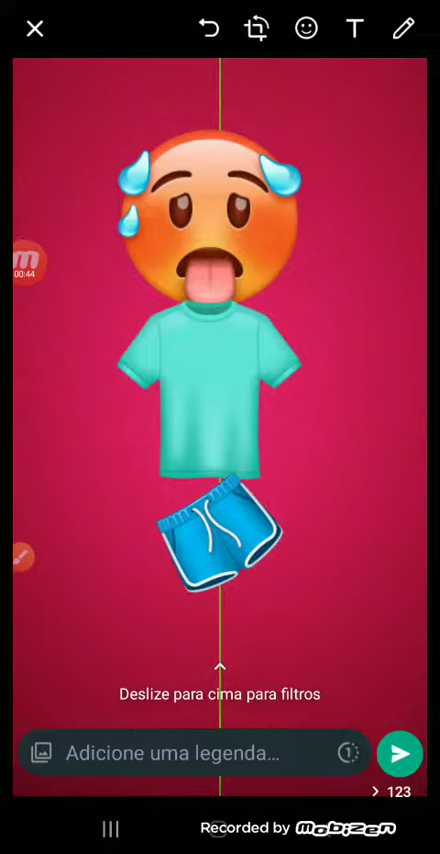 T
m
00:44
Deslize para cima para filtros
Adicione uma legenda...
1
> 123
Recorded by Mobizen